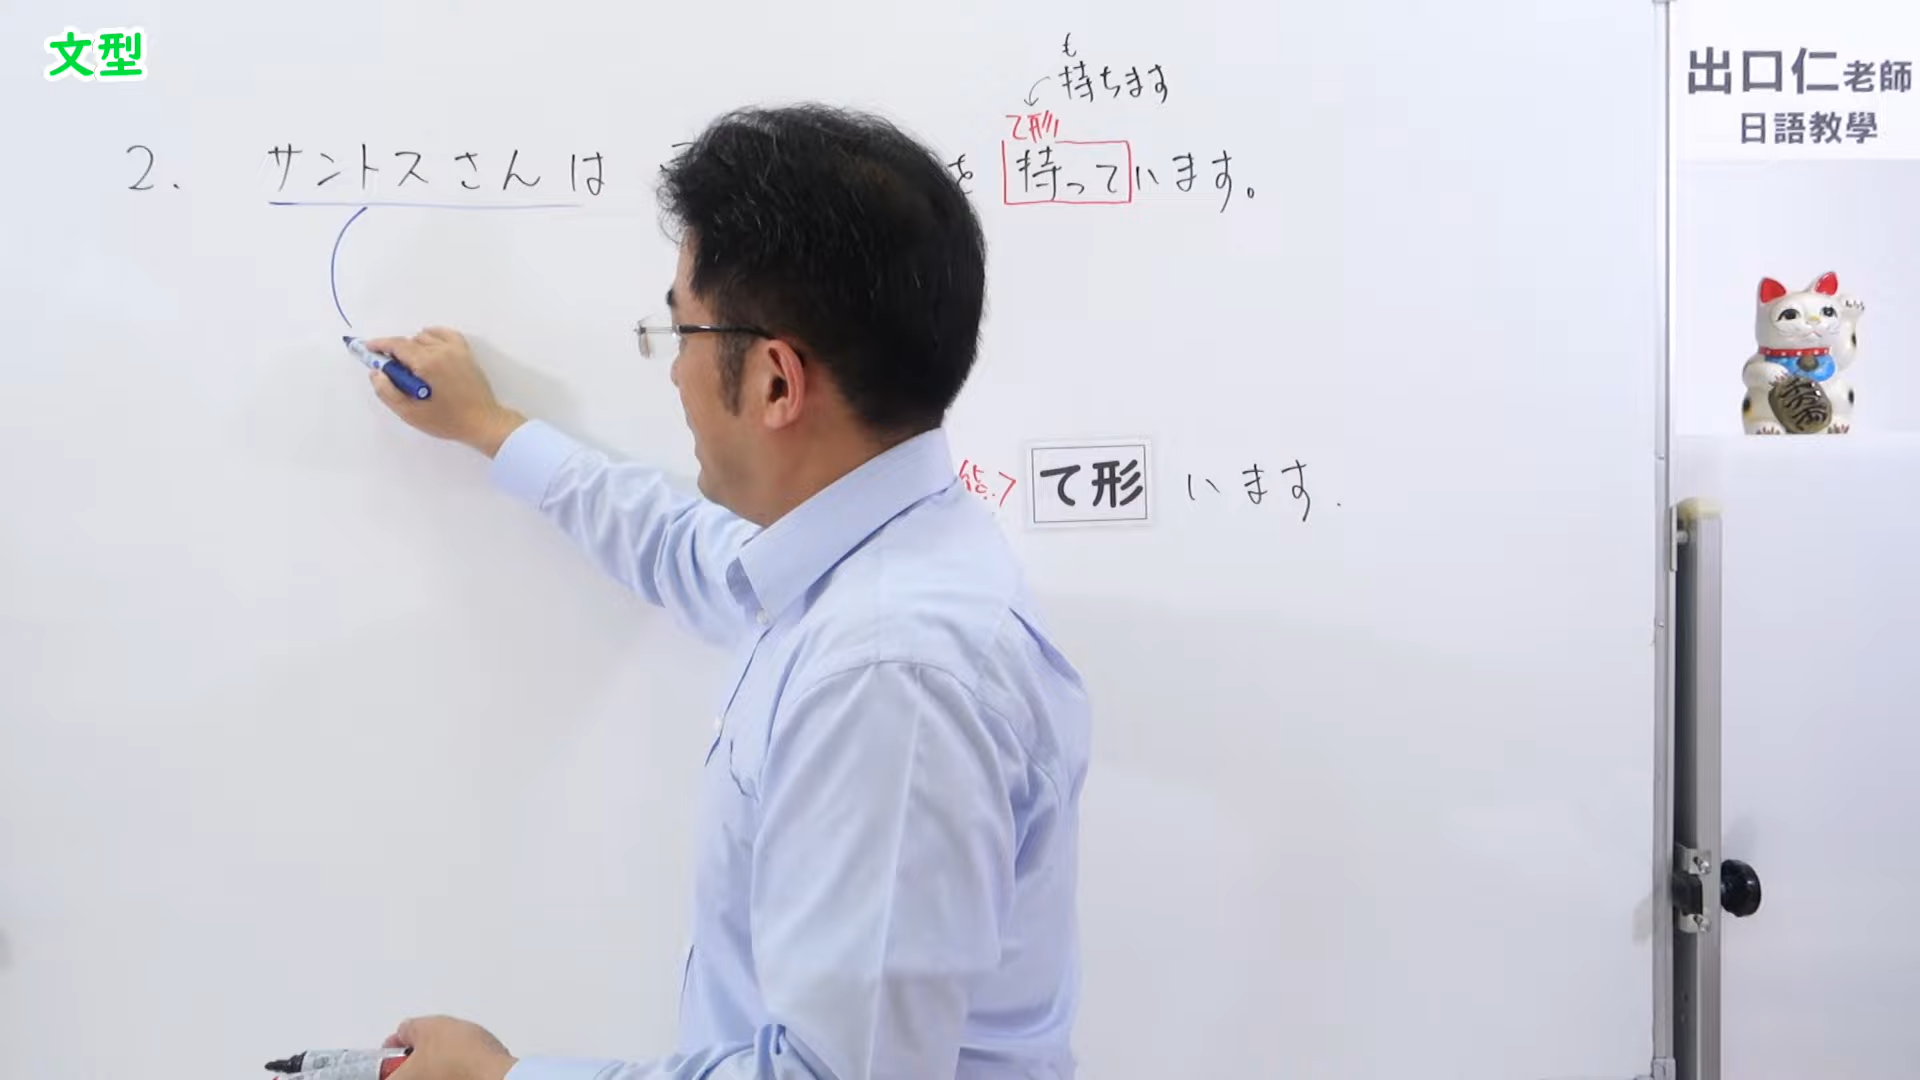 文型
出口仁老師
日語教學
も
持ちます
て形
2. サントスさんは を 持っています。
態> て形 います.